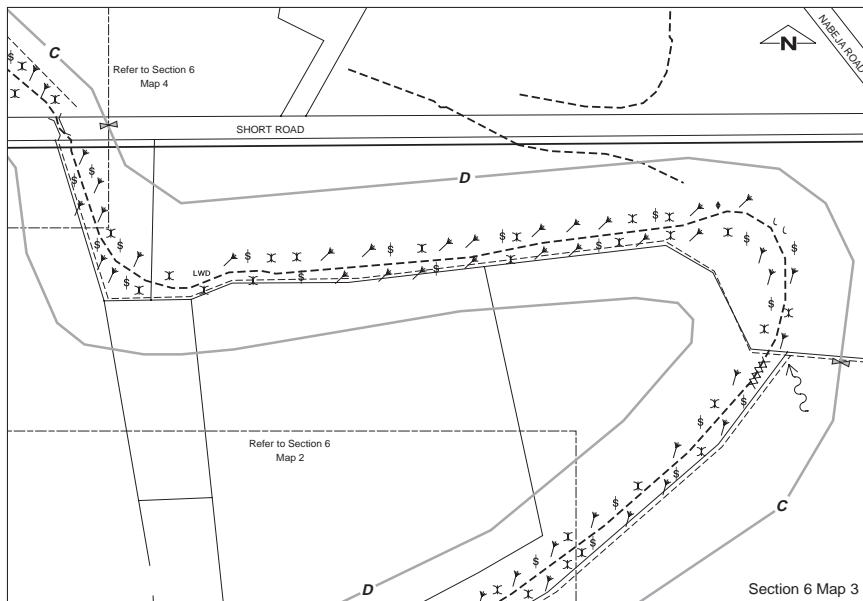 C
Refer to Section 6
Map 4
N
NABEJA ROAD
SHORT ROAD
D
LWD
Refer to Section 6
Map 2
C
D
Section 6 Map 3